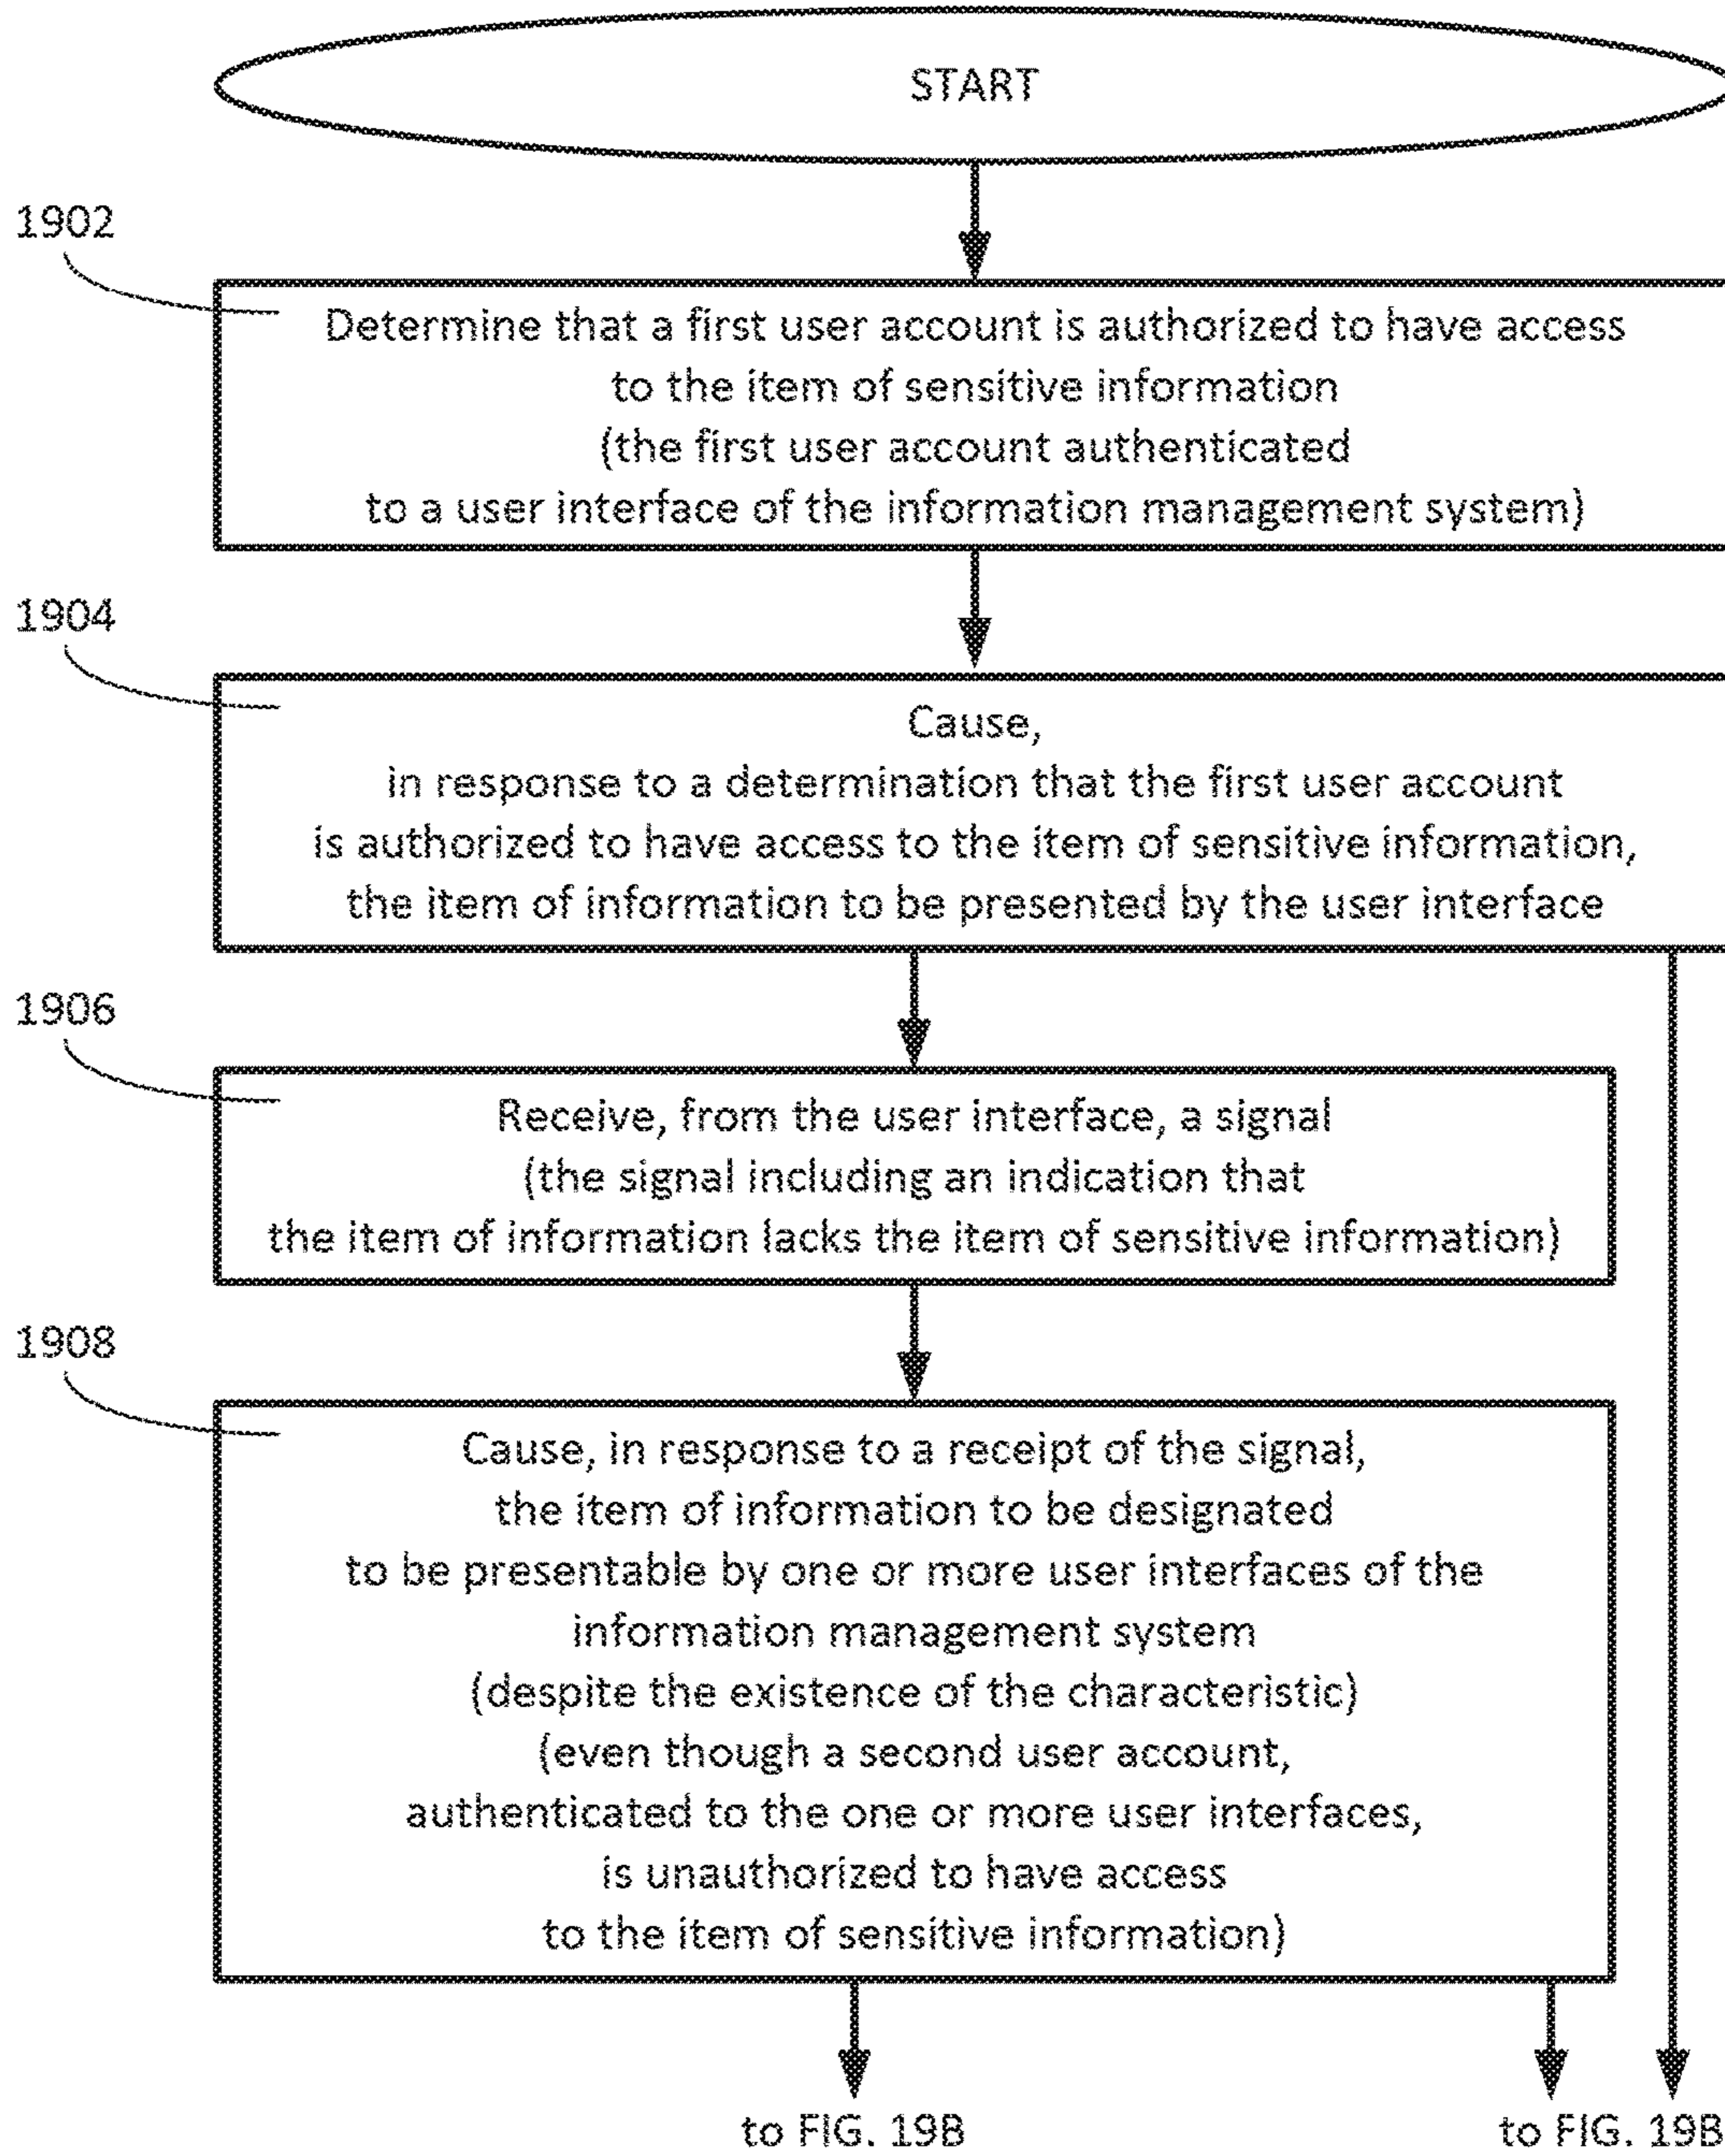 START
1902
Determine that a first user account is authorized to have access
to the item of sensitive information
(the first user account authenticated
to a user interface of the information management system)
1904
Cause,
in response to a determination that the first user account
is authorized to have access to the item of sensitive information,
the item of information to be presented by the user interface
1906
Receive, from the user interface, a signal
(the signal including an indication that
the item of information lacks the item of sensitive information)
1908
Cause, in response to a receipt of the signal,
the item of information to be designated
to be presentable by one or more user interfaces of the
information management system
(despite the existence of the characteristic)
(even though a second user account,
authenticated to the one or more user interfaces,
is unauthorized to have access
to the item of sensitive information)
to FIG. 19B
to FIG. 19B